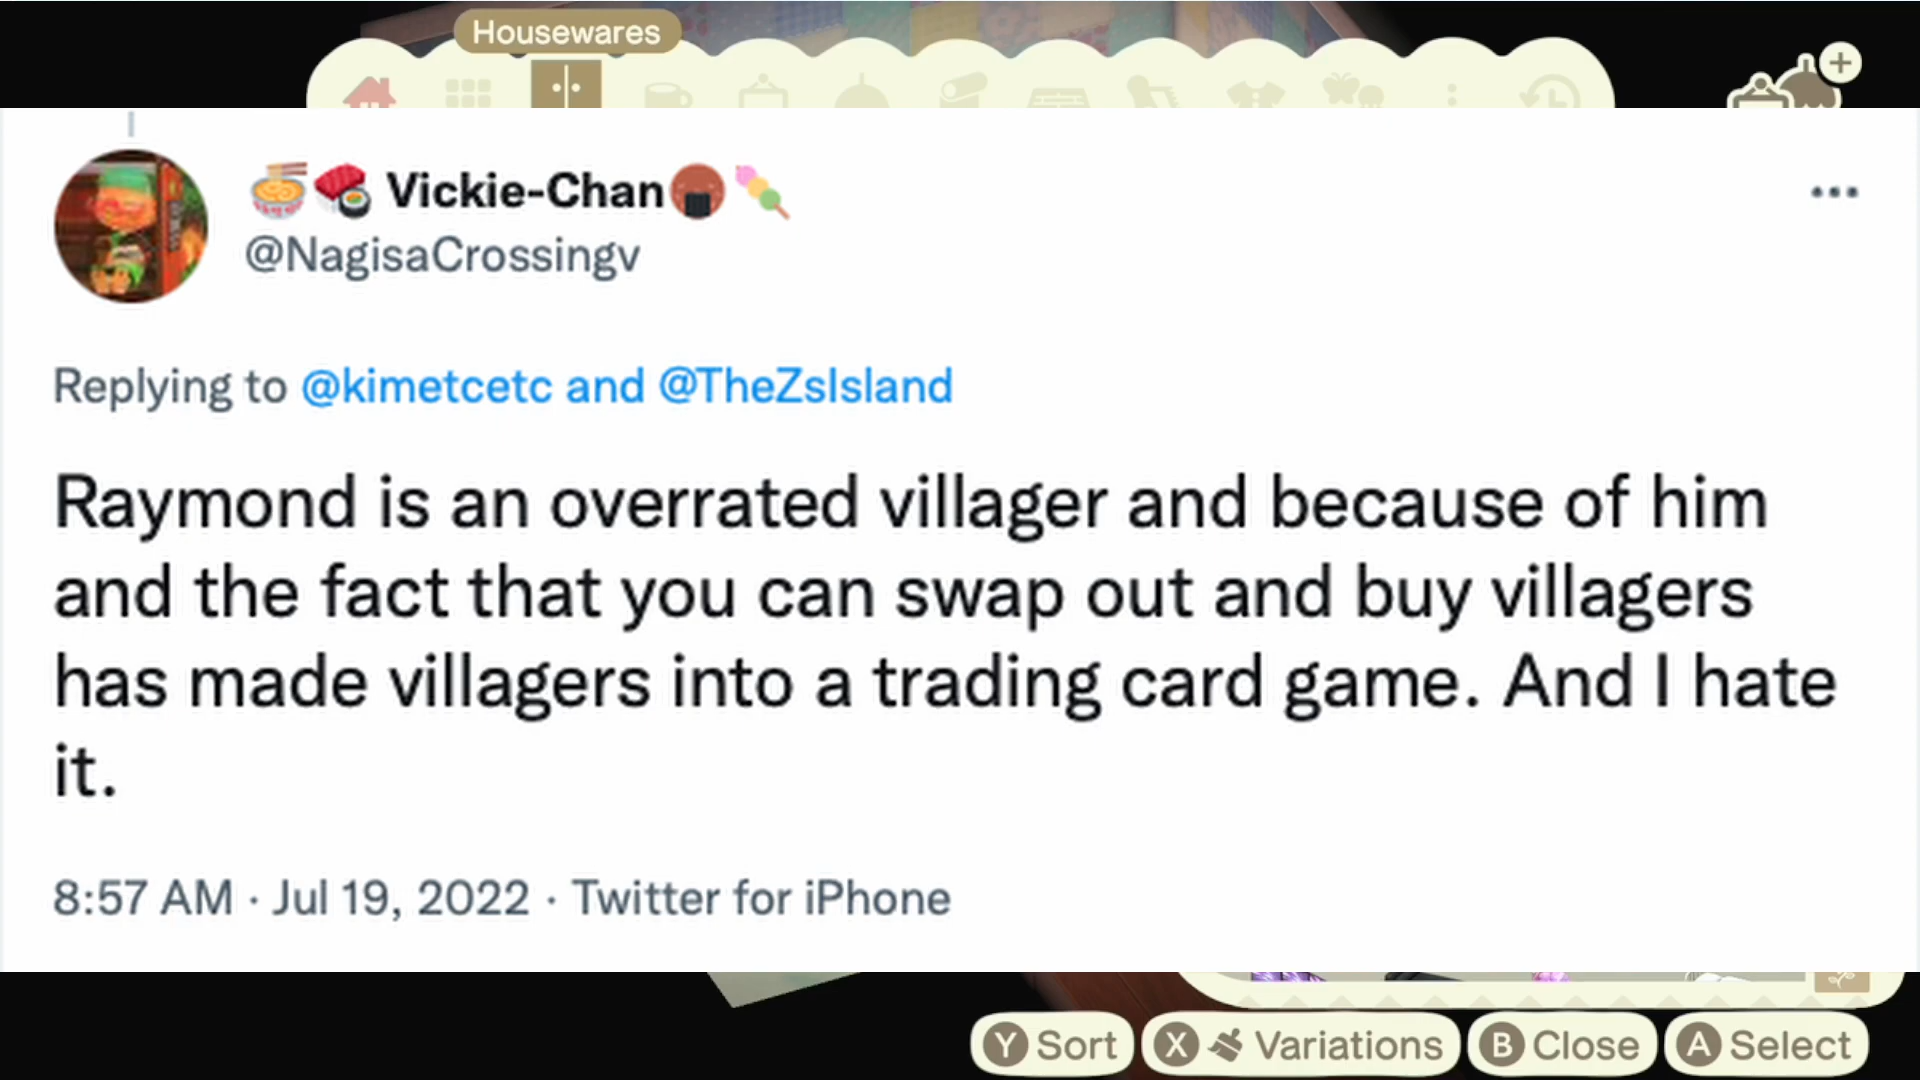 Housewares
Vickie-Chan
@NagisaCrossingv
Replying to @kimetcetc and @TheZsIsland
Raymond is an overrated villager and because of him
and the fact that you can swap out and buy villagers
has made villagers into a trading card game. And I hate
it.
8:57 AM · Jul 19, 2022 · Twitter for iPhone
Y Sort X Variations B Close A Select